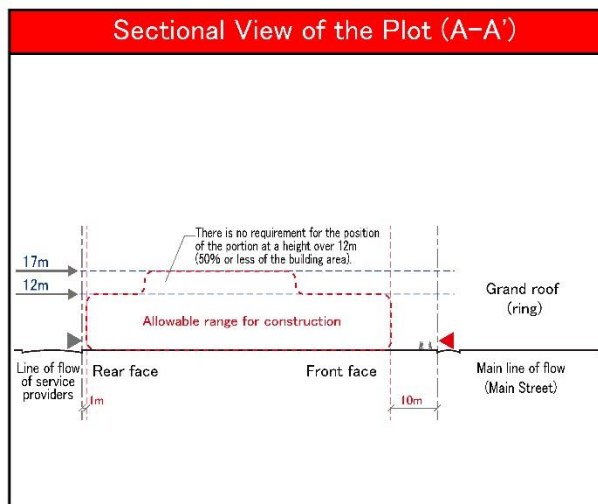 Sectional View of the Plot (A-A')
There is no requirement for the position
of the portion at a height over 12m
(50% or less of the building area).
17m
12m
Allowable range for construction
Grand roof
(ring)
Line of flow
of service
providers
Rear face
Front face
Main line of flow
(Main Street)
1m
10m